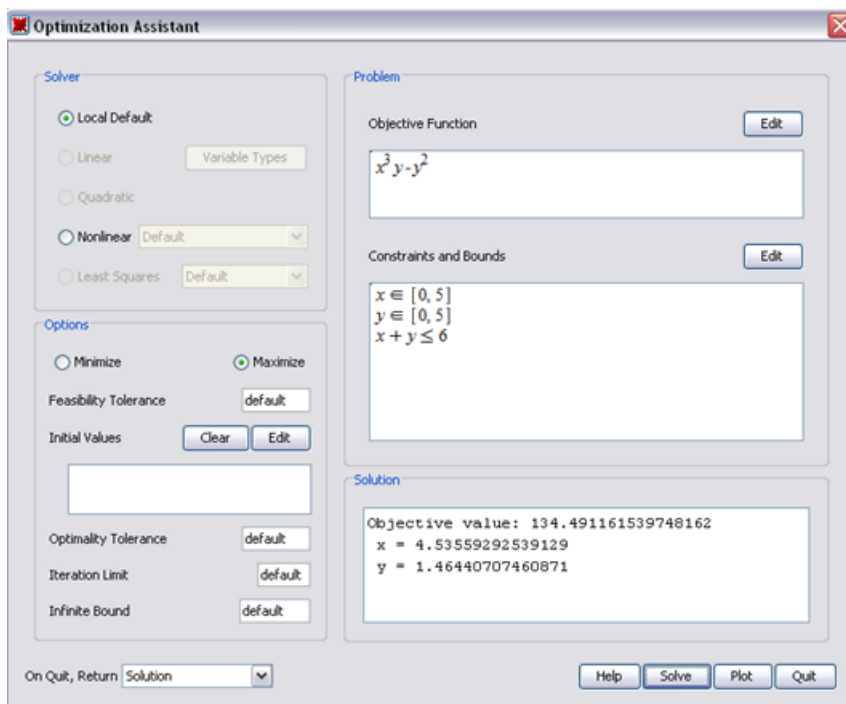 Optimization Assistant
Solver
Local Default
Linear Variable Types
Quadratic
Nonlinear Default
Least Squares Default
Options
Minimize Maximize
Feasibility Tolerance default
Initial Values Clear Edit
Optimality Tolerance default
Iteration Limit default
Infinite Bound default
Problem
Objective Function Edit
x³ y-y²
Constraints and Bounds Edit
x ∈ [0, 5]
y ∈ [0, 5]
x + y ≤ 6
Solution
Objective value: 134.491161539748162
x = 4.53559292539129
y = 1.46440707460871
On Quit, Return Solution Help Solve Plot Quit